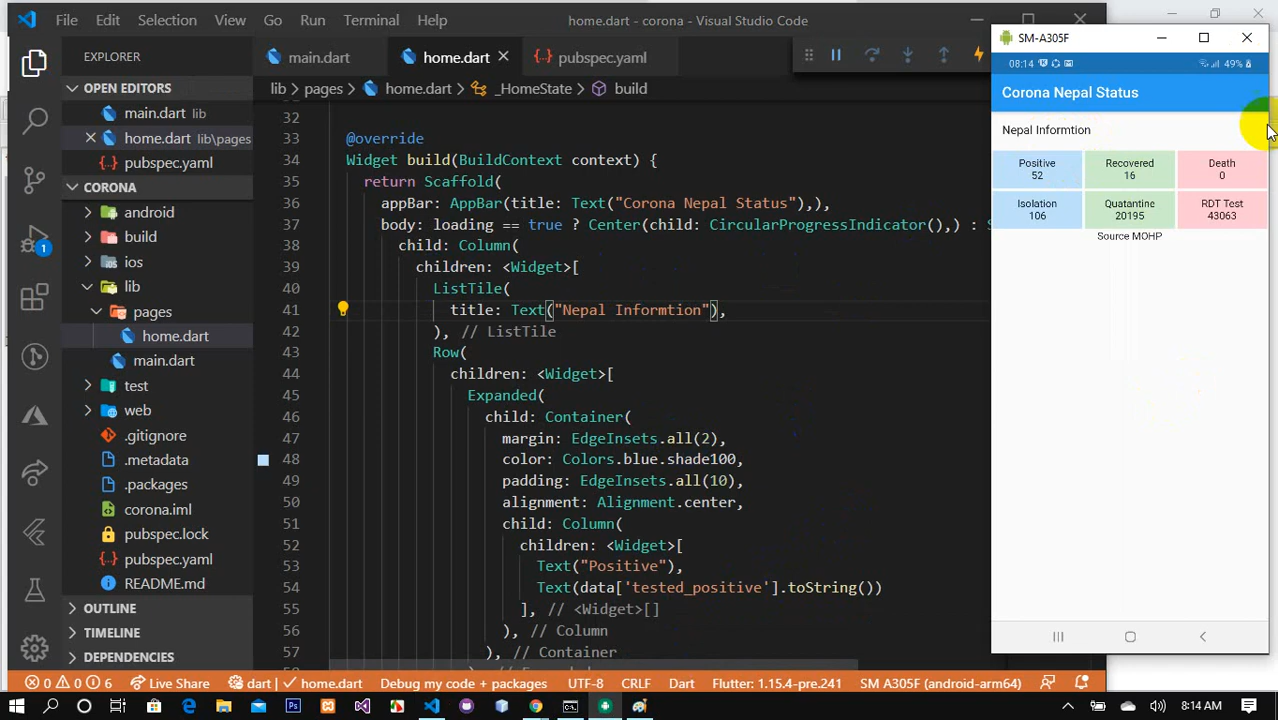 File Edit Selection View Go Run Terminal Help home.dart - corona - Visual Studio Code
EXPLORER
OPEN EDITORS
main.dart lib
home.dart lib\pages
pubspec.yaml
CORONA
android
build
ios
lib
pages
home.dart
main.dart
test
web
.gitignore
.metadata
.packages
corona.iml
pubspec.lock
pubspec.yaml
README.md
OUTLINE
TIMELINE
DEPENDENCIES
1
main.dart home.dart pubspec.yaml
lib > pages > home.dart > _HomeState > build
32
33 @override
34 Widget build(BuildContext context) {
35 return Scaffold(
36 appBar: AppBar(title: Text("Corona Nepal Status"),),
37 body: loading == true ? Center(child: CircularProgressIndicator(),) : S
38 child: Column(
39 children: <Widget>[
40 ListTile(
41 title: Text("Nepal Informtion"),
42 ), // ListTile
43 Row(
44 children: <Widget>[
45 Expanded(
46 child: Container(
47 margin: EdgeInsets.all(2),
48 color: Colors.blue.shade100,
49 padding: EdgeInsets.all(10),
50 alignment: Alignment.center,
51 child: Column(
52 children: <Widget>[
53 Text("Positive"),
54 Text(data['tested_positive'].toString())
55 ], // <Widget>[]
56 ), // Column
57 ), // Container
SM-A305F
08:14 49%
Corona Nepal Status
Nepal Informtion
Positive Recovered Death
52 16 0
Isolation Quatantine RDT Test
106 20195 43063
Source MOHP
0 0 6 Live Share dart | home.dart Debug my code + packages UTF-8 CRLF Dart Flutter: 1.15.4-pre.241 SM A305F (android-arm64)
8:14 AM